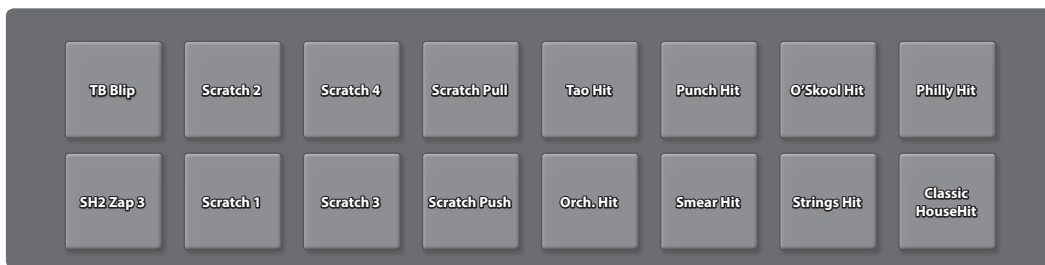 TB Blip
Scratch 2
Scratch 4
Scratch Pull
Tao Hit
Punch Hit
O'Skool Hit
Philly Hit
SH2 Zap 3
Scratch 1
Scratch 3
Scratch Push
Orch. Hit
Smear Hit
Strings Hit
Classic
HouseHit